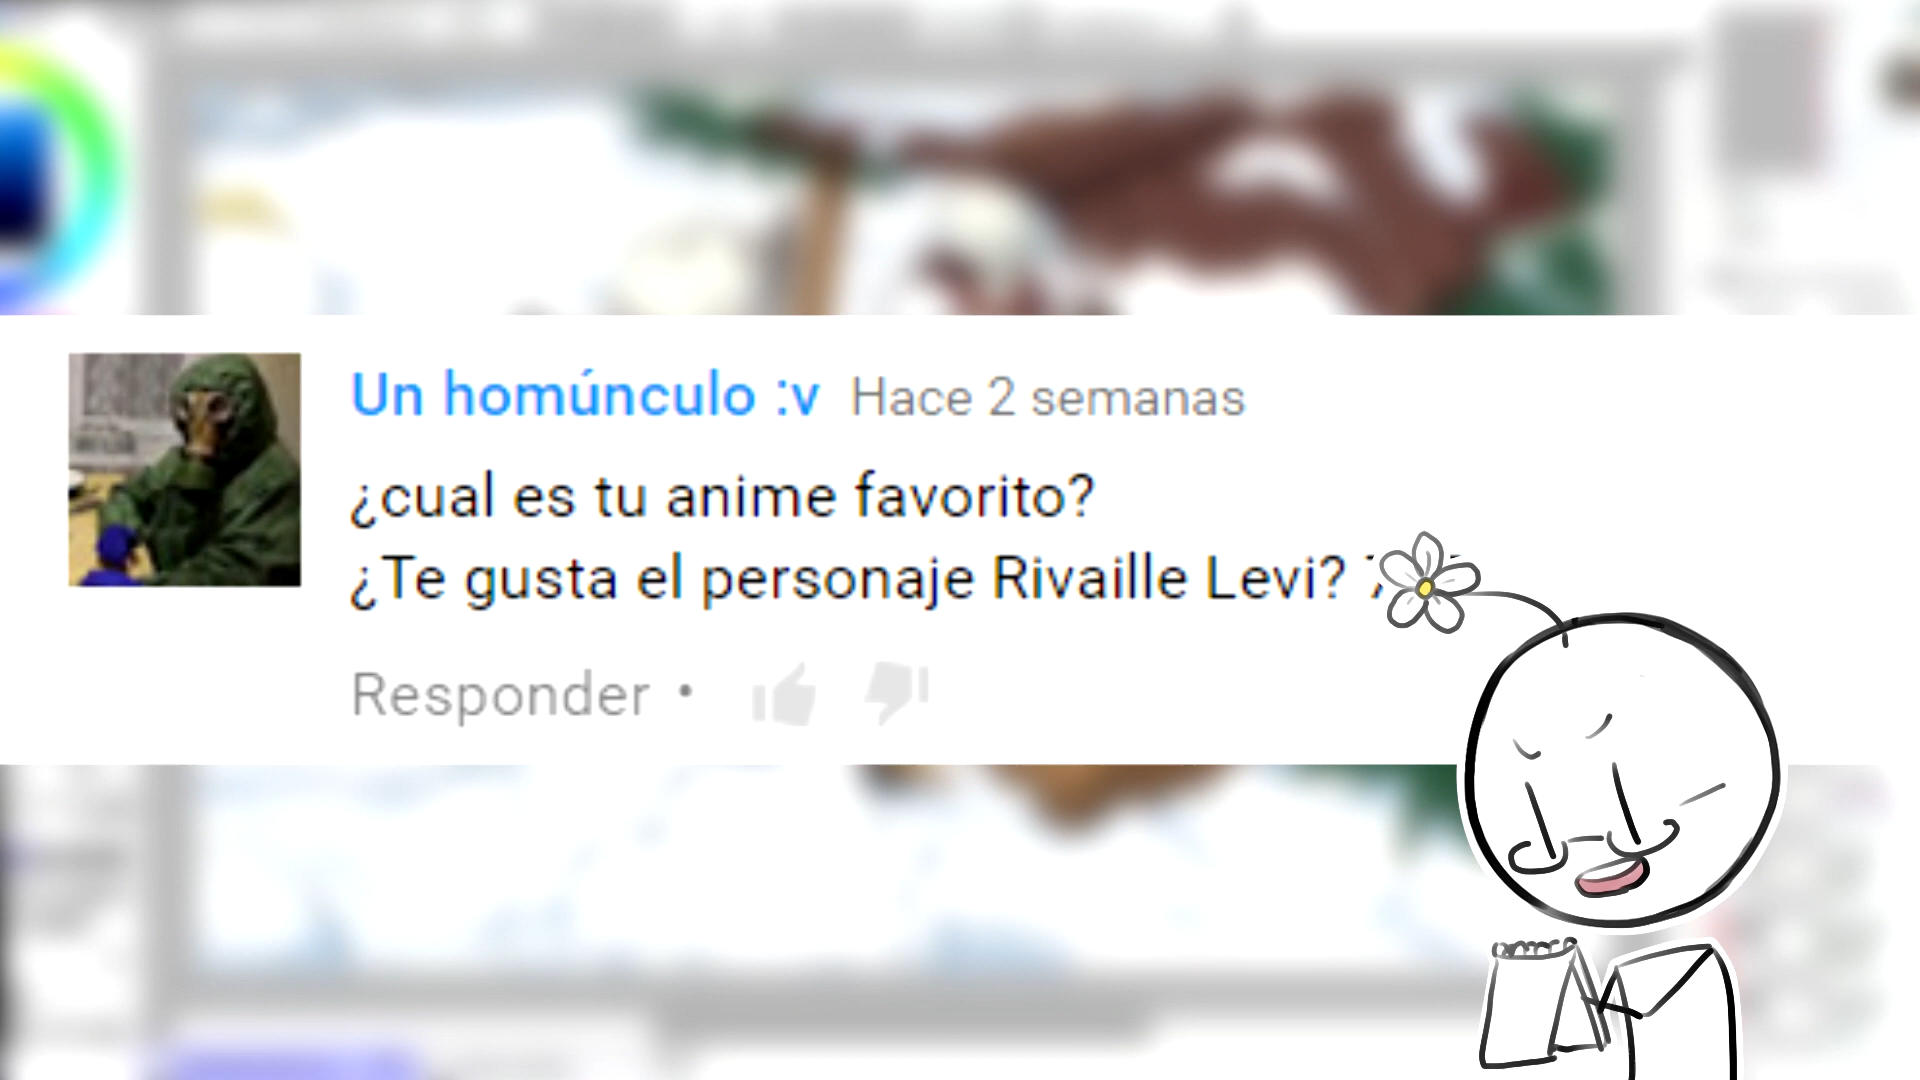 Un homúnculo :v Hace 2 semanas
¿cual es tu anime favorito?
¿Te gusta el personaje Rivaille Levi?
Responder •